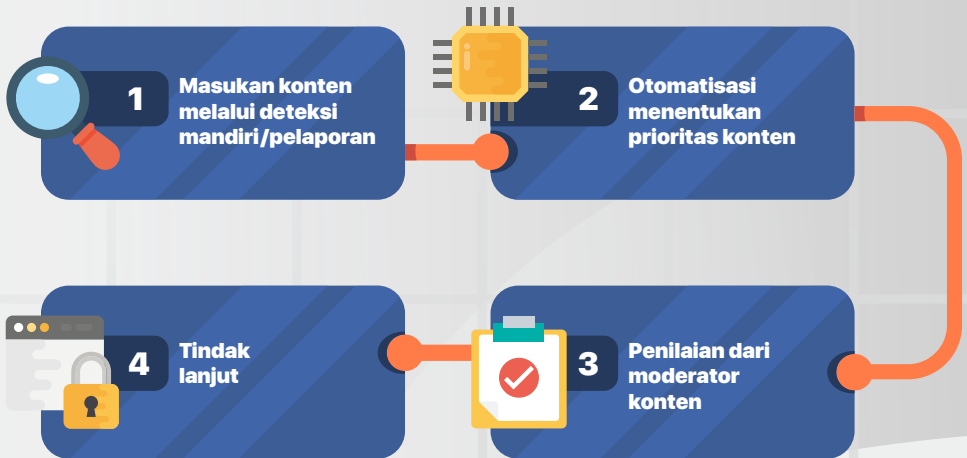 1
Masukan konten
melalui deteksi
mandiri/pelaporan
2
Otomatisasi
menentukan
prioritas konten
3
Penilaian dari
moderator
konten
4
Tindak
lanjut